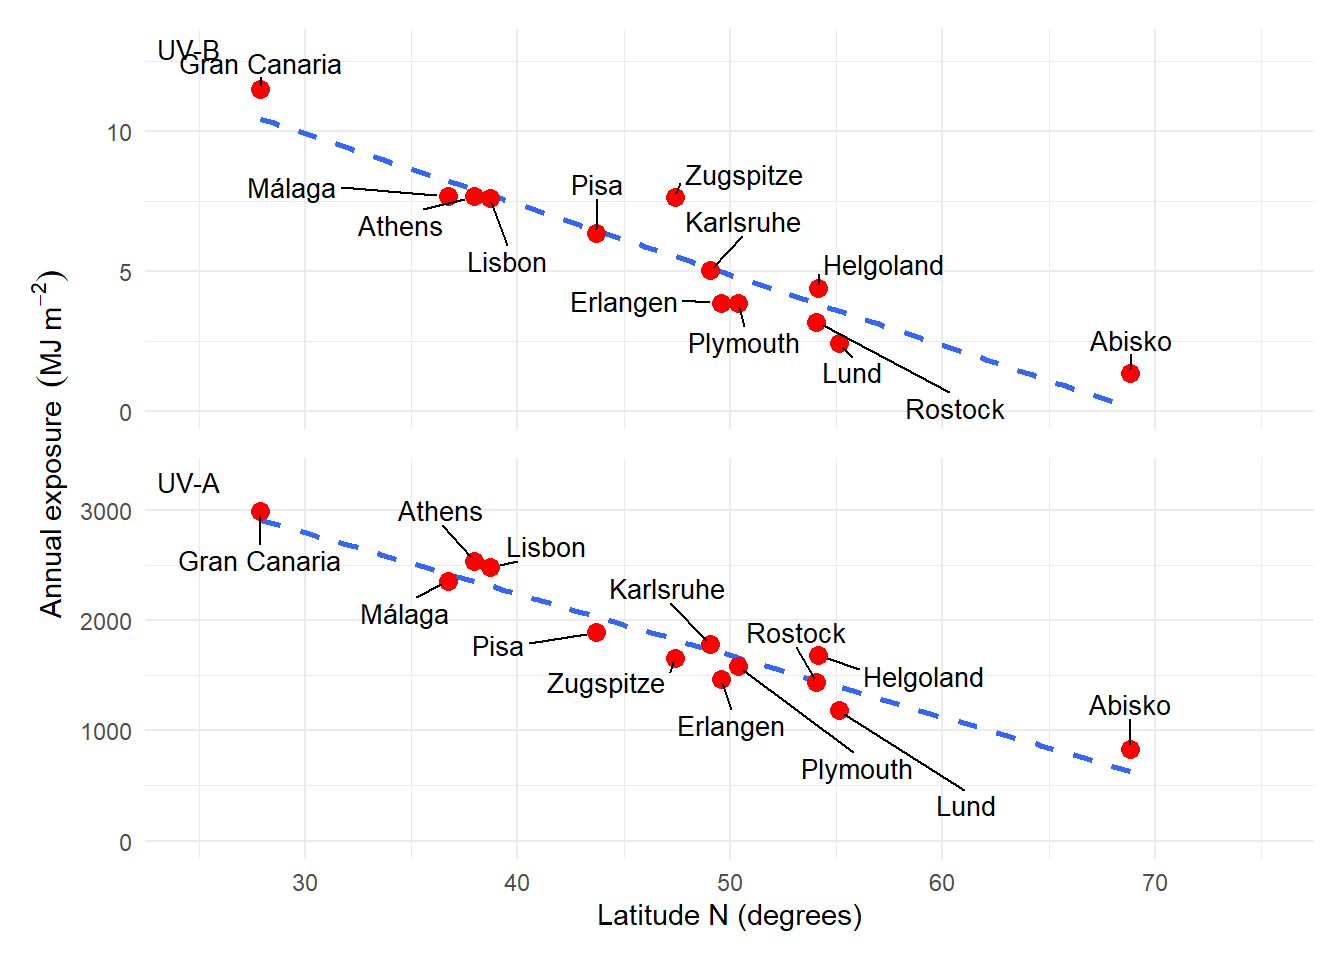 UV-B
Gran Canaria
10
Málaga
Athens
Lisbon
Pisa
Zugspitze
Karlsruhe
5
Helgoland
Erlangen
Plymouth
Lund
Abisko
Rostock
0
Annual exposure (MJ m⁻²)
UV-A
3000
Athens
Lisbon
Gran Canaria
Málaga
Karlsruhe
2000
Rostock
Pisa
Zugspitze
Helgoland
Erlangen
Abisko
1000
Plymouth
Lund
0
30 40 50 60 70
Latitude N (degrees)